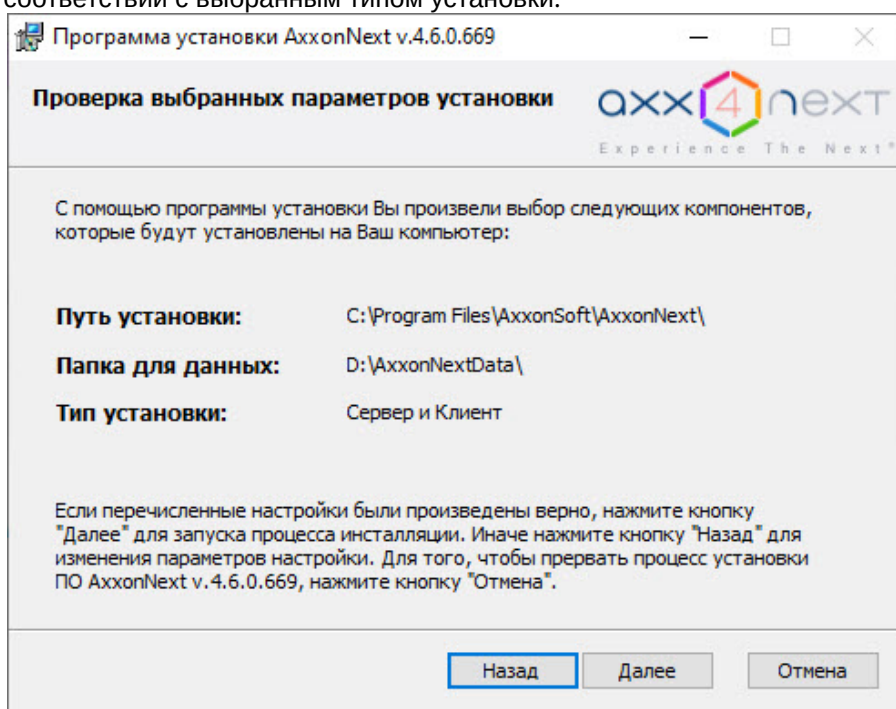 соответствии с выбранным типом установки.
Программа установки AxxonNext v.4.6.0.669
Проверка выбранных параметров установки
axx4next
Experience The Next®
С помощью программы установки Вы произвели выбор следующих компонентов,
которые будут установлены на Ваш компьютер:
Путь установки: C:\Program Files\AxxonSoft\AxxonNext\
Папка для данных: D:\AxxonNextData\
Тип установки: Сервер и Клиент
Если перечисленные настройки были произведены верно, нажмите кнопку
"Далее" для запуска процесса инсталляции. Иначе нажмите кнопку "Назад" для
изменения параметров настройки. Для того, чтобы прервать процесс установки
ПО AxxonNext v.4.6.0.669, нажмите кнопку "Отмена".
Назад Далее Отмена